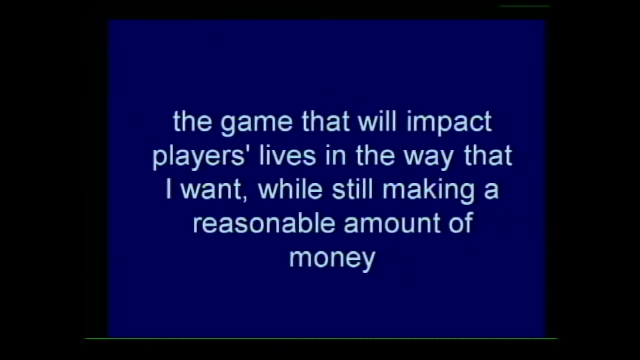 the game that will impact
players' lives in the way that
I want, while still making a
reasonable amount of
money